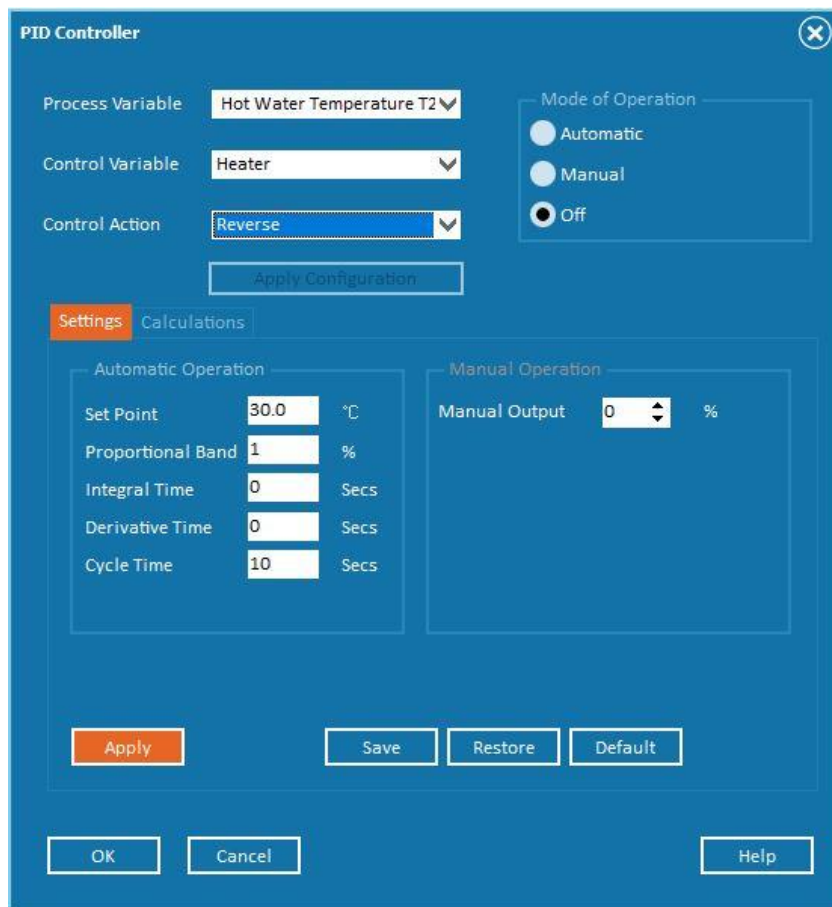 PID Controller
Process Variable
Hot Water Temperature T2
Control Variable
Heater
Control Action
Reverse
Apply Configuration
Mode of Operation
Automatic
Manual
Off
Settings
Calculations
Automatic Operation
Set Point 30.0 °C
Proportional Band 1 %
Integral Time 0 Secs
Derivative Time 0 Secs
Cycle Time 10 Secs
Manual Operation
Manual Output 0 %
Apply
Save
Restore
Default
OK
Cancel
Help